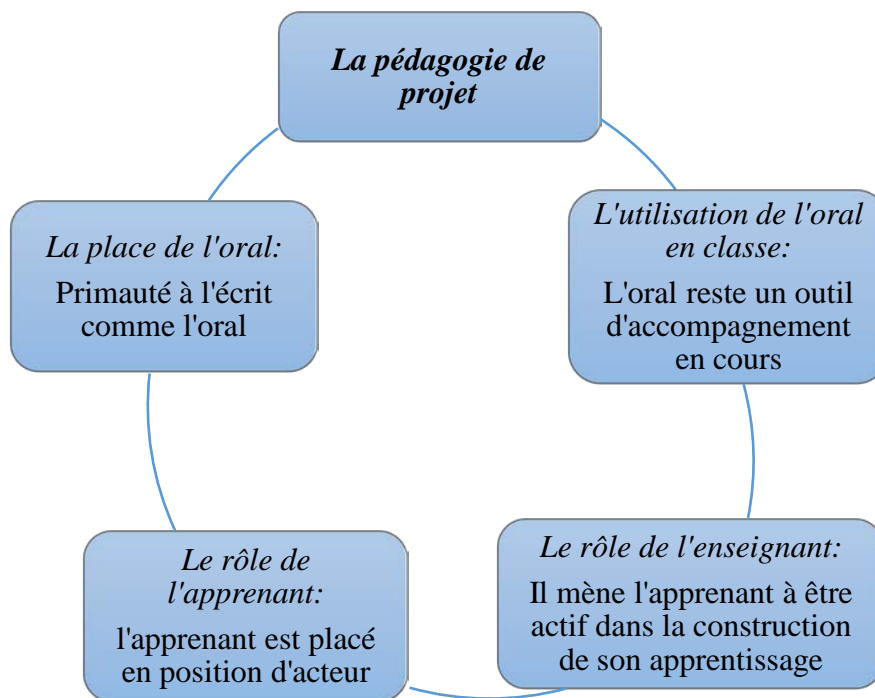 La pédagogie de
projet
La place de l'oral:
Primauté à l'écrit
comme l'oral
L'utilisation de l'oral
en classe:
L'oral reste un outil
d'accompagnement
en cours
Le rôle de
l'apprenant:
l'apprenant est placé
en position d'acteur
Le rôle de l'enseignant:
Il mène l'apprenant à être
actif dans la construction
de son apprentissage